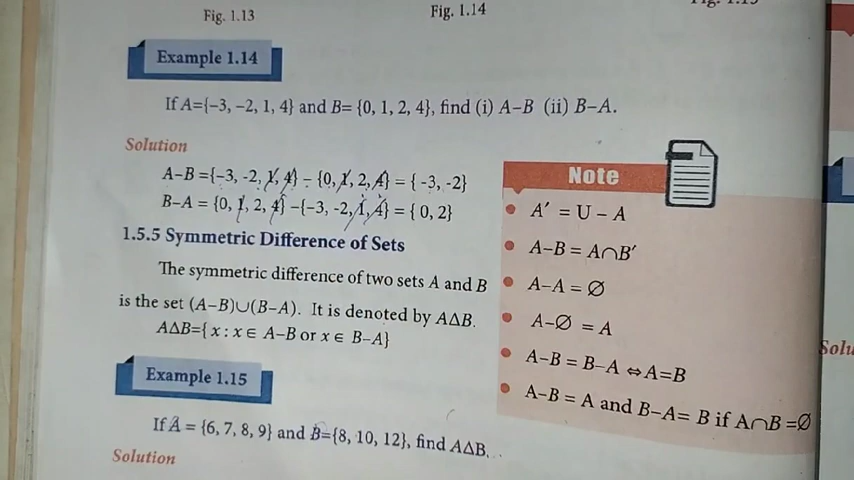 Fig. 1.13
Fig. 1.14
Example 1.14
If A={–3, –2, 1, 4} and B= {0, 1, 2, 4}, find (i) A–B (ii) B–A.
Solution
A–B ={–3, -2, 1, 4} – {0, 1, 2, 4} = { -3, -2}
B–A = {0, 1, 2, 4} –{–3, -2, 1, 4} = { 0, 2}
1.5.5 Symmetric Difference of Sets
The symmetric difference of two sets A and B
is the set (A–B)∪(B–A). It is denoted by AΔB.
AΔB={ x : x ∈ A–B or x ∈ B–A}
Example 1.15
If A = {6, 7, 8, 9} and B={8, 10, 12}, find AΔB.
Solution
Note
A′ = U – A
A–B = A∩B′
A–A = ∅
A–∅ = A
A–B = B–A ⇔ A=B
A–B = A and B–A= B if A∩B =∅